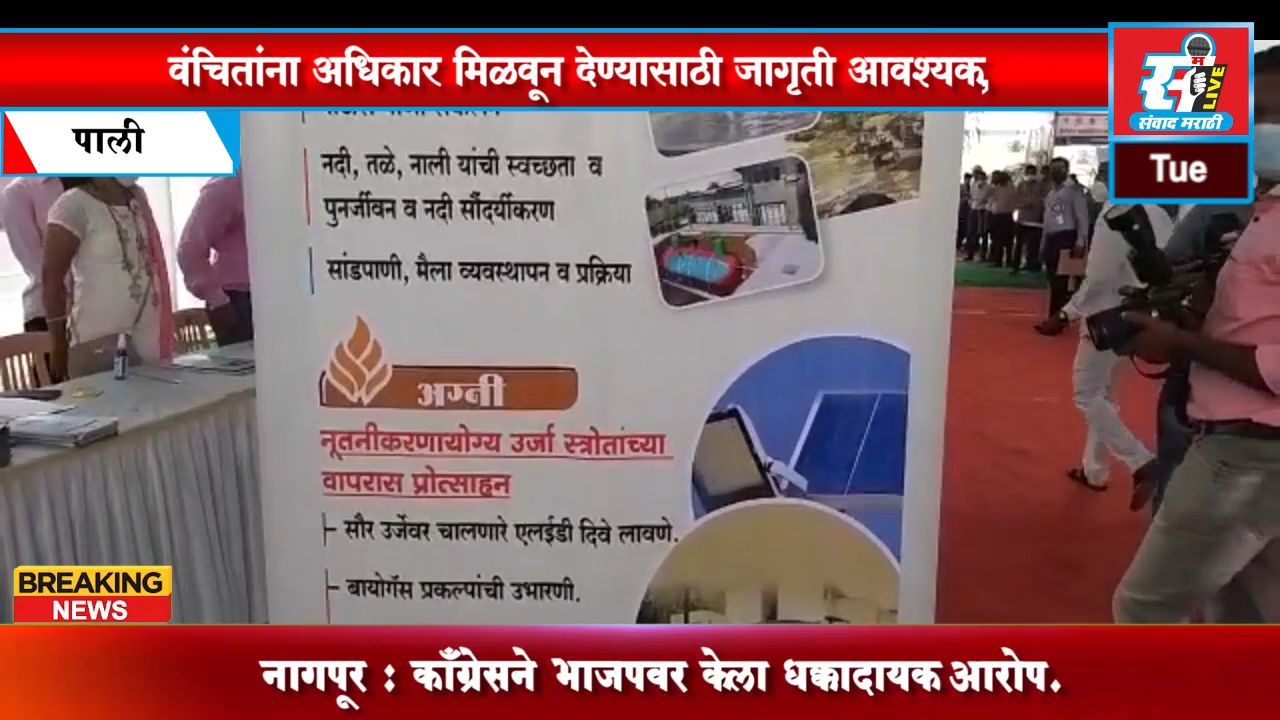 वंचितांना अधिकार मिळवून देण्यासाठी जागृती आवश्यक,
स म
LIVE
संवाद मराठी
पाली
Tue
नदी, तळे, नाली यांची स्वच्छता व
पुनर्जीवन व नदी सौंदर्यीकरण
सांडपाणी, मैला व्यवस्थापन व प्रक्रिया
अग्नी
नूतनीकरणायोग्य उर्जा स्त्रोतांच्या
वापरास प्रोत्साहन
सौर उर्जेवर चालणारे एलईडी दिवे लावणे.
बायोगॅस प्रकल्पांची उभारणी.
BREAKING
NEWS
नागपूर : काँग्रेसने भाजपवर केला धक्कादायक आरोप.